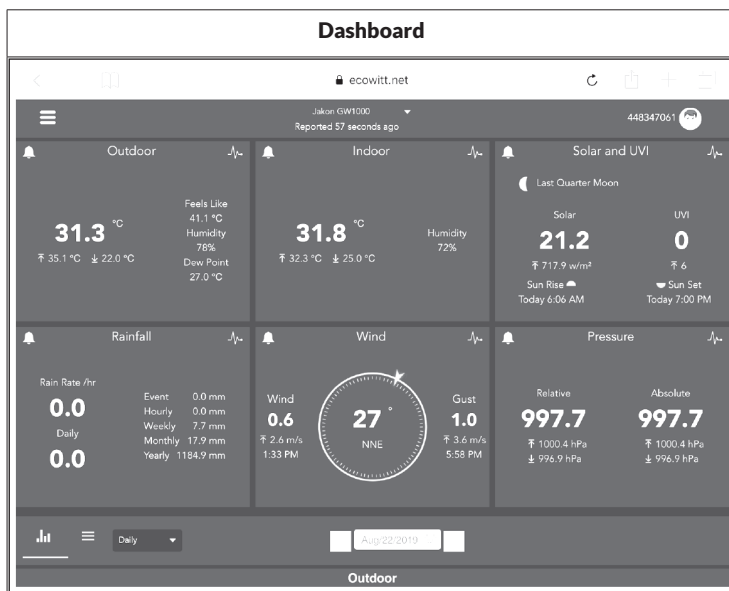 Dashboard
ecowitt.net
Jakon GW1000
Reported 57 seconds ago
448347061
Outdoor
31.3 °C
↑ 35.1 °C ↓ 22.0 °C
Feels Like
41.1 °C
Humidity
78%
Dew Point
27.0 °C
Indoor
31.8 °C
↑ 32.3 °C ↓ 25.0 °C
Humidity
72%
Solar and UVI
Last Quarter Moon
Solar
21.2
↑ 717.9 w/m²
Sun Rise
Today 6:06 AM
UVI
0
↑ 6
Sun Set
Today 7:00 PM
Rainfall
Rain Rate /hr
0.0
Daily
0.0
Event 0.0 mm
Hourly 0.0 mm
Weekly 7.7 mm
Monthly 17.9 mm
Yearly 1184.9 mm
Wind
Wind
0.6
↑ 2.6 m/s
1:33 PM
27 °
NNE
Gust
1.0
↑ 3.6 m/s
5:58 PM
Pressure
Relative
997.7
↑ 1000.4 hPa
↓ 996.9 hPa
Absolute
997.7
↑ 1000.4 hPa
↓ 996.9 hPa
Daily
Aug/22/2019
Outdoor